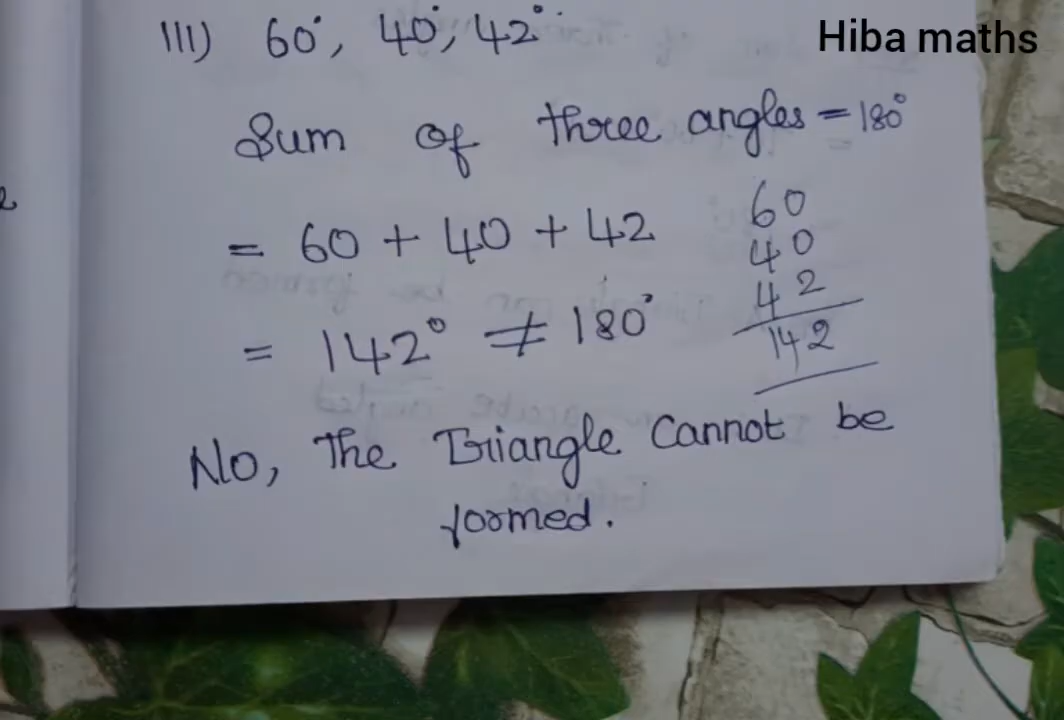 III) 60°, 40°, 42°
Hiba maths
Sum of three angles = 180°
= 60 + 40 + 42
60
40
42
142
= 142° ≠ 180°
No, The Triangle Cannot be
formed.